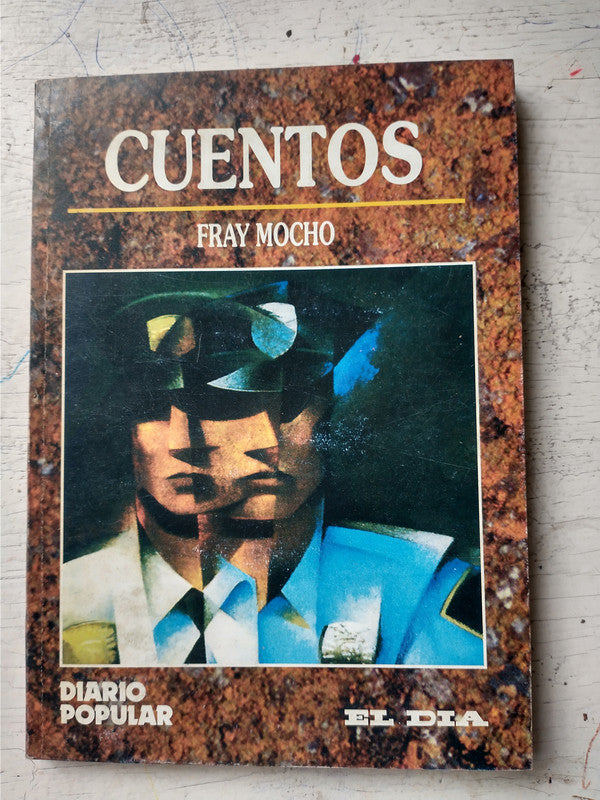 CUENTOS
FRAY MOCHO
DIARIO
POPULAR
EL DIA